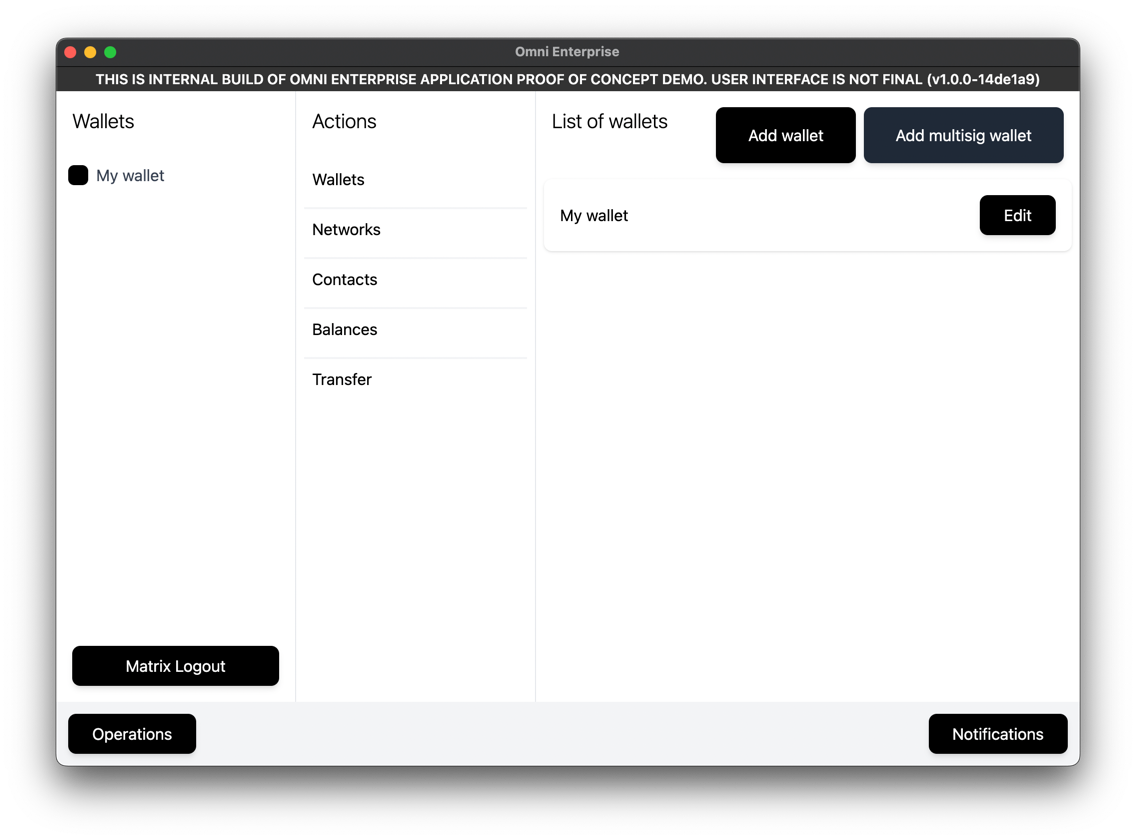 Omni Enterprise
THIS IS INTERNAL BUILD OF OMNI ENTERPRISE APPLICATION PROOF OF CONCEPT DEMO. USER INTERFACE IS NOT FINAL (v1.0.0-14de1a9)
Wallets
My wallet
Matrix Logout
Actions
Wallets
Networks
Contacts
Balances
Transfer
List of wallets
Add wallet
Add multisig wallet
My wallet
Edit
Operations
Notifications